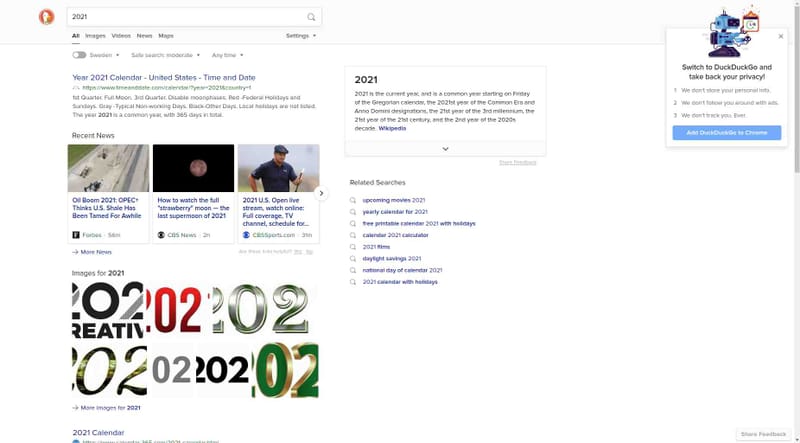 2021
All Images Videos News Maps Settings
Sweden Safe search: moderate Any time
Year 2021 Calendar - United States - Time and Date
https://www.timeanddate.com/calendar/?year=2021&country=1
1st Quarter. Full Moon. 3rd Quarter. Disable moonphases. Red -Federal Holidays and
Sundays. Gray -Typical Non-working Days. Black-Other Days. Local holidays are not listed.
The year 2021 is a common year, with 365 days in total.
Recent News
Oil Boom 2021: OPEC+
Thinks U.S. Shale Has
Been Tamed For Awhile
Forbes · 56m
How to watch the full
"strawberry" moon — the
last supermoon of 2021
CBS News · 2h
2021 U.S. Open live
stream, watch online:
Full coverage, TV
channel, schedule for...
CBSSports.com · 31m
More News
Are these links helpful? Yes No
Images for 2021
202
REATIV
202
202
202
02
202
02
More Images for 2021
2021 Calendar
2021
2021 is the current year, and is a common year starting on Friday
of the Gregorian calendar, the 2021st year of the Common Era and
Anno Domini designations, the 21st year of the 3rd millennium, the
21st year of the 21st century, and the 2nd year of the 2020s
decade. Wikipedia
Share Feedback
Related Searches
upcoming movies 2021
yearly calendar for 2021
free printable calendar 2021 with holidays
calendar 2021 calculator
2021 films
daylight savings 2021
national day of calendar 2021
2021 calendar with holidays
Switch to DuckDuckGo and
take back your privacy!
1 We don't store your personal info.
2 We don't follow you around with ads.
3 We don't track you. Ever.
Add DuckDuckGo to Chrome
Share Feedback